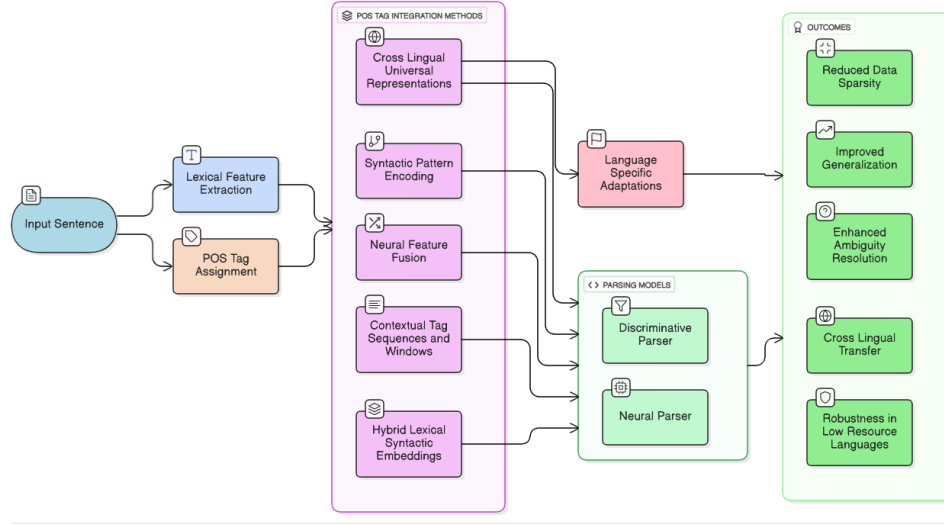 Input Sentence
Lexical Feature
Extraction
POS Tag
Assignment
POS TAG INTEGRATION METHODS
Cross Lingual
Universal
Representations
Syntactic Pattern
Encoding
Neural Feature
Fusion
Contextual Tag
Sequences and
Windows
Hybrid Lexical
Syntactic
Embeddings
Language
Specific
Adaptations
PARSING MODELS
Discriminative
Parser
Neural Parser
OUTCOMES
Reduced Data
Sparsity
Improved
Generalization
Enhanced
Ambiguity
Resolution
Cross Lingual
Transfer
Robustness in
Low Resource
Languages